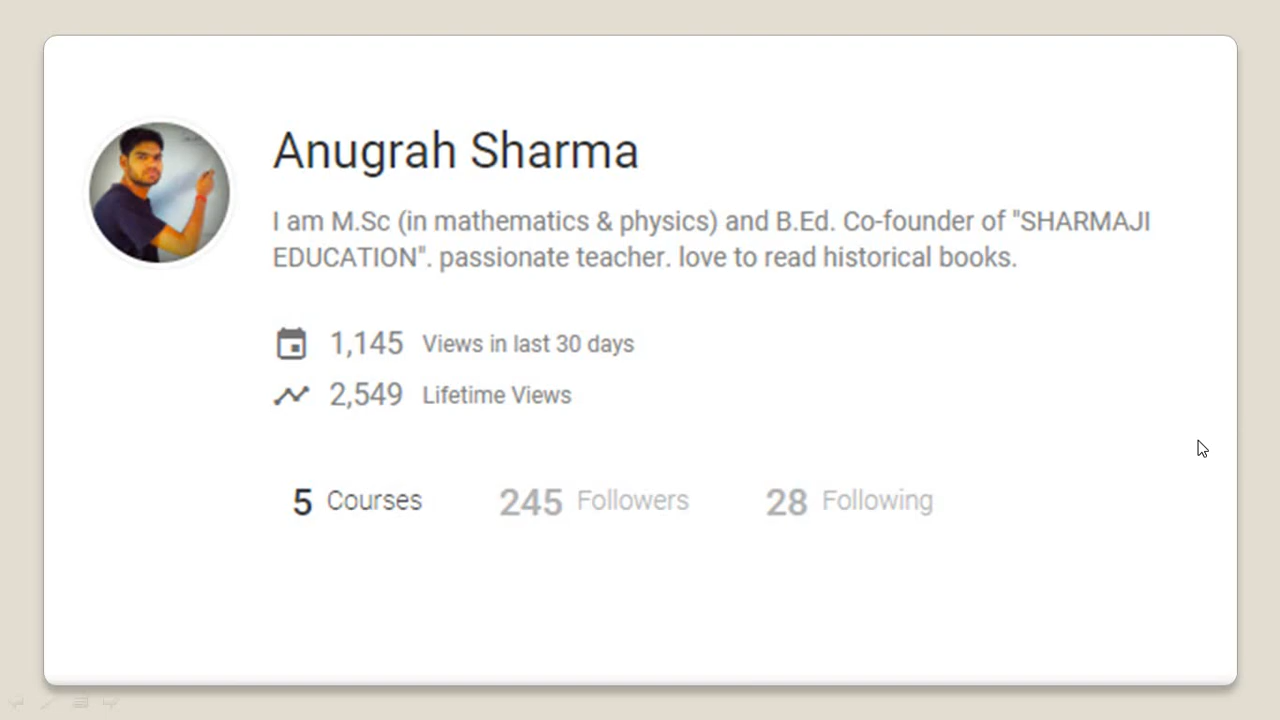 Anugrah Sharma
I am M.Sc (in mathematics & physics) and B.Ed. Co-founder of "SHARMAJI
EDUCATION". passionate teacher. love to read historical books.
1,145 Views in last 30 days
2,549 Lifetime Views
5 Courses 245 Followers 28 Following